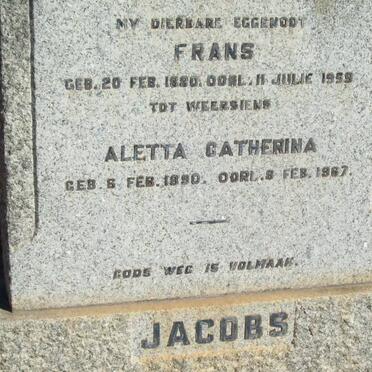 MY DIERBARE EGGENOOT
FRANS
GEB. 20 FEB. 1880. OORL. 11 JULIE 1959
TOT WEERSIENS
ALETTA CATHERINA
GEB. 6 FEB. 1890. OORL. 8 FEB. 1967.
GODS WEG IS VOLMAAK.
JACOBS